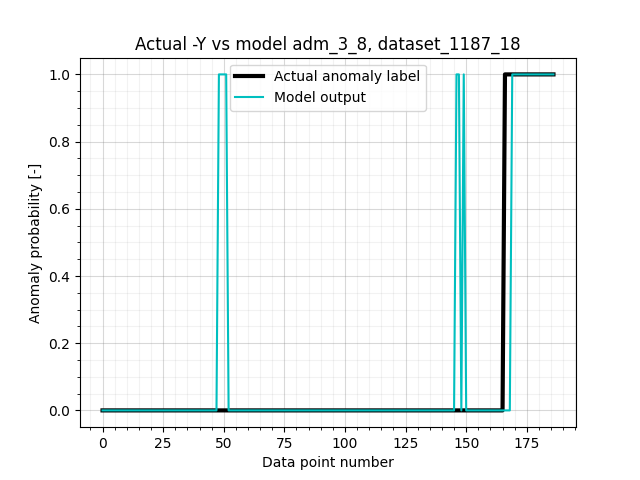 Actual -Y vs model adm_3_8, dataset_1187_18
Actual anomaly label
Model output
Anomaly probability [-]
1.0
0.8
0.6
0.4
0.2
0.0
0 25 50 75 100 125 150 175
Data point number